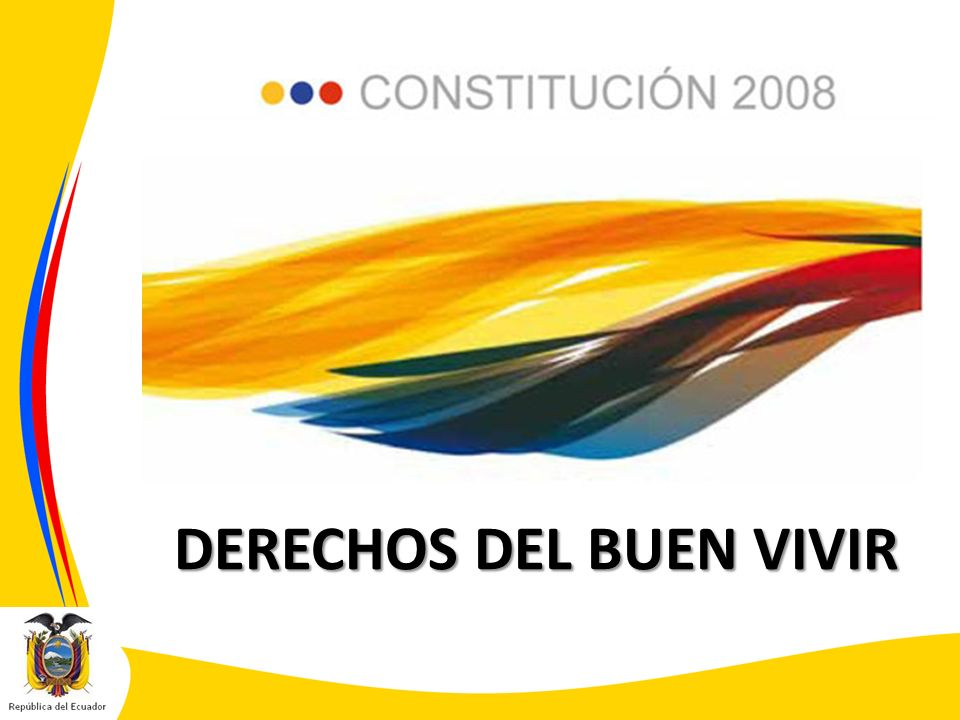 CONSTITUCIÓN 2008
DERECHOS DEL BUEN VIVIR
República del Ecuador